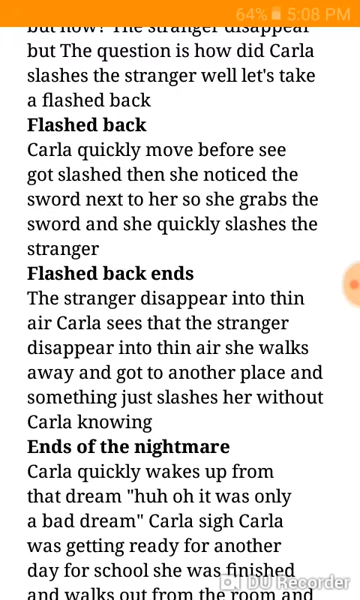 64% 5:08 PM
but how? The stranger disappear
but The question is how did Carla
slashes the stranger well let's take
a flashed back
Flashed back
Carla quickly move before see
got slashed then she noticed the
sword next to her so she grabs the
sword and she quickly slashes the
stranger
Flashed back ends
The stranger disappear into thin
air Carla sees that the stranger
disappear into thin air she walks
away and got to another place and
something just slashes her without
Carla knowing
Ends of the nightmare
Carla quickly wakes up from
that dream "huh oh it was only
a bad dream" Carla sigh Carla
was getting ready for another
day for school she was finished
and walks out from the room and
DU Recorder